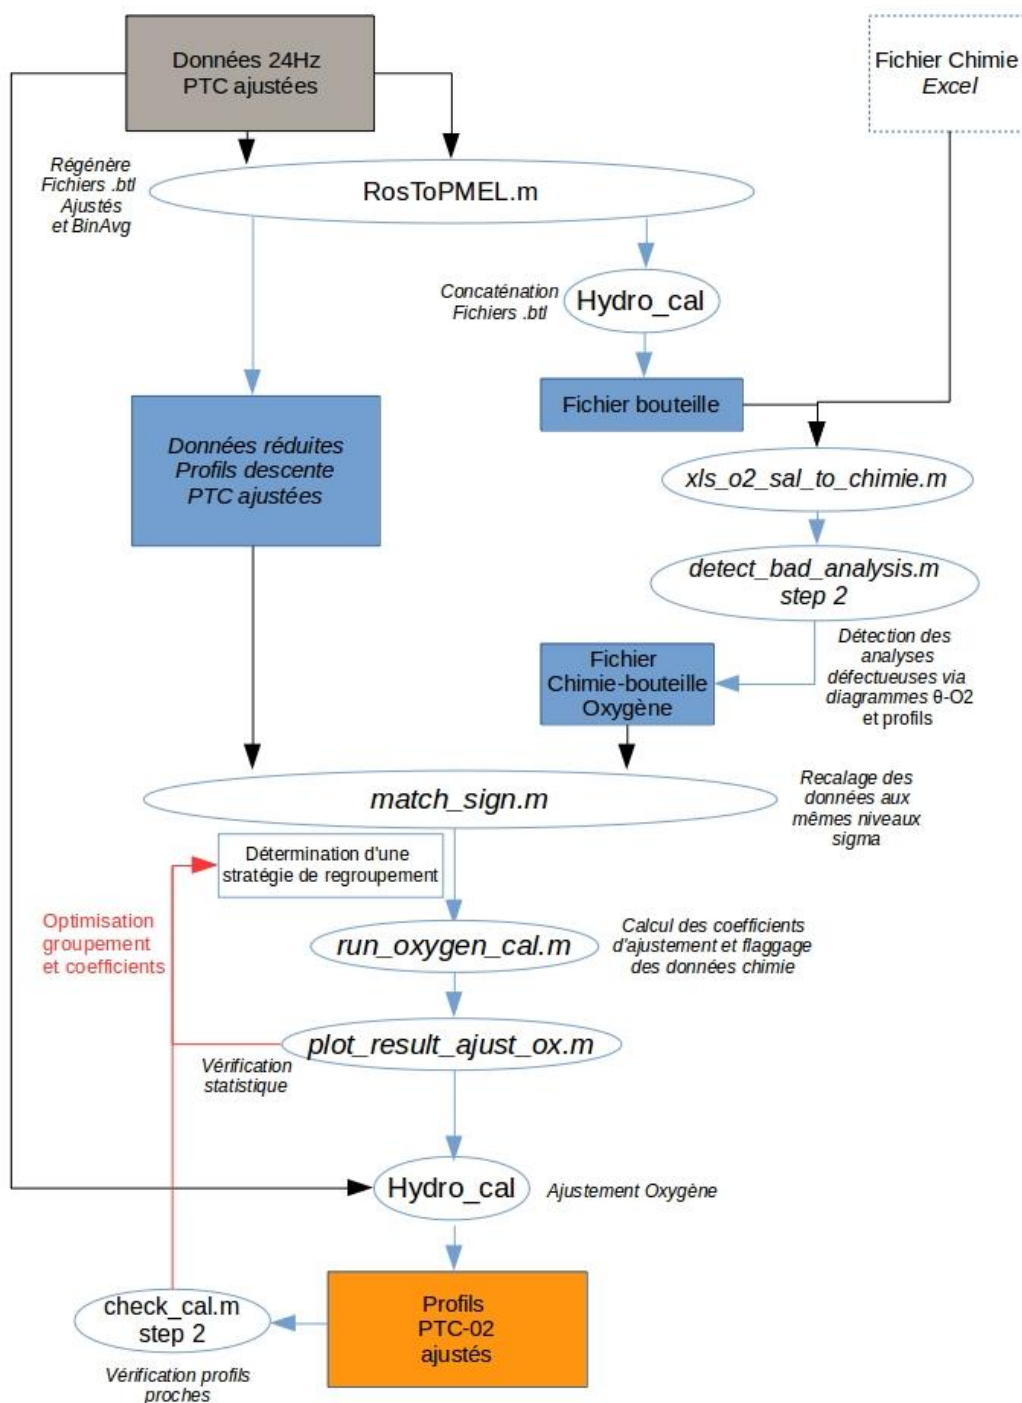 Données 24Hz
PTC ajustées
Fichier Chimie
Excel
Régénère
Fichiers .btl
Ajustés
et BinAvg
RosToPMEL.m
Concaténation
Fichiers .btl
Hydro_cal
Fichier bouteille
Données réduites
Profils descente
PTC ajustées
xls_o2_sal_to_chimie.m
detect_bad_analysis.m
step 2
Détection des
analyses
défectueuses via
diagrammes θ-O2
et profils
Fichier
Chimie-bouteille
Oxygène
match_sign.m
Recalage des
données aux
mêmes niveaux
sigma
Détermination d'une
stratégie de regroupement
Optimisation
groupement
et coefficients
run_oxygen_cal.m
Calcul des coefficients
d'ajustement et flaggage
des données chimie
plot_result_ajust_ox.m
Vérification
statistique
Hydro_cal
Ajustement Oxygène
check_cal.m
step 2
Profils
PTC-02
ajustés
Vérification profils
proches